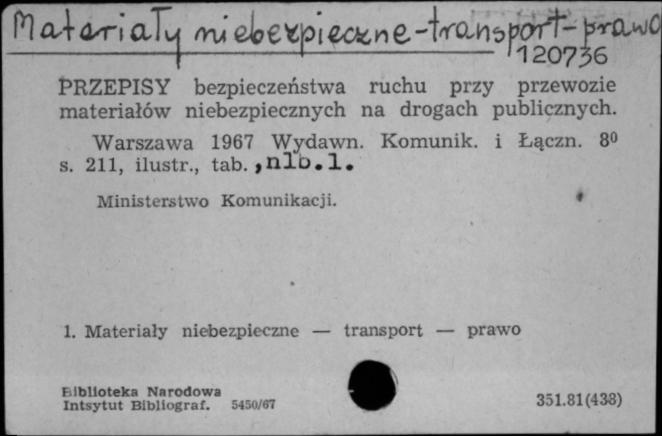 Materiały niebezpieczne-transport-prawo
120736
PRZEPISY bezpieczeństwa ruchu przy przewozie
materiałów niebezpiecznych na drogach publicznych.
Warszawa 1967 Wydawn. Komunik. i Łączn. 8⁰
s. 211, ilustr., tab. ,nlb.1.
Ministerstwo Komunikacji.
1. Materiały niebezpieczne — transport — prawo
Biblioteka Narodowa
Intsytut Bibliograf. 5450/67
351.81(438)